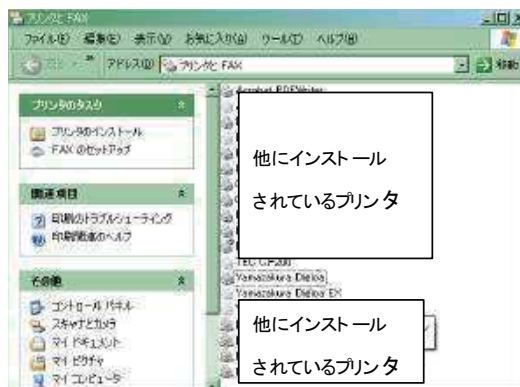 プリンタと FAX
ファイル(F) 編集(E) 表示(V) お気に入り(A) ツール(T) ヘルプ(H)
戻る
アドレス(D) プリンタと FAX 移動
プリンタのタスク
プリンタのインストール
FAX のセットアップ
関連項目
印刷のトラブルシューティング
印刷関連のヘルプ
その他
コントロール パネル
スキャナとカメラ
マイ ドキュメント
マイ ピクチャ
マイ コンピュータ
Acrobat PDFWriter
他にインストール
されているプリンタ
Yamazakura Dialoia
Yamazakura Dialoia EX
他にインストール
されているプリンタ